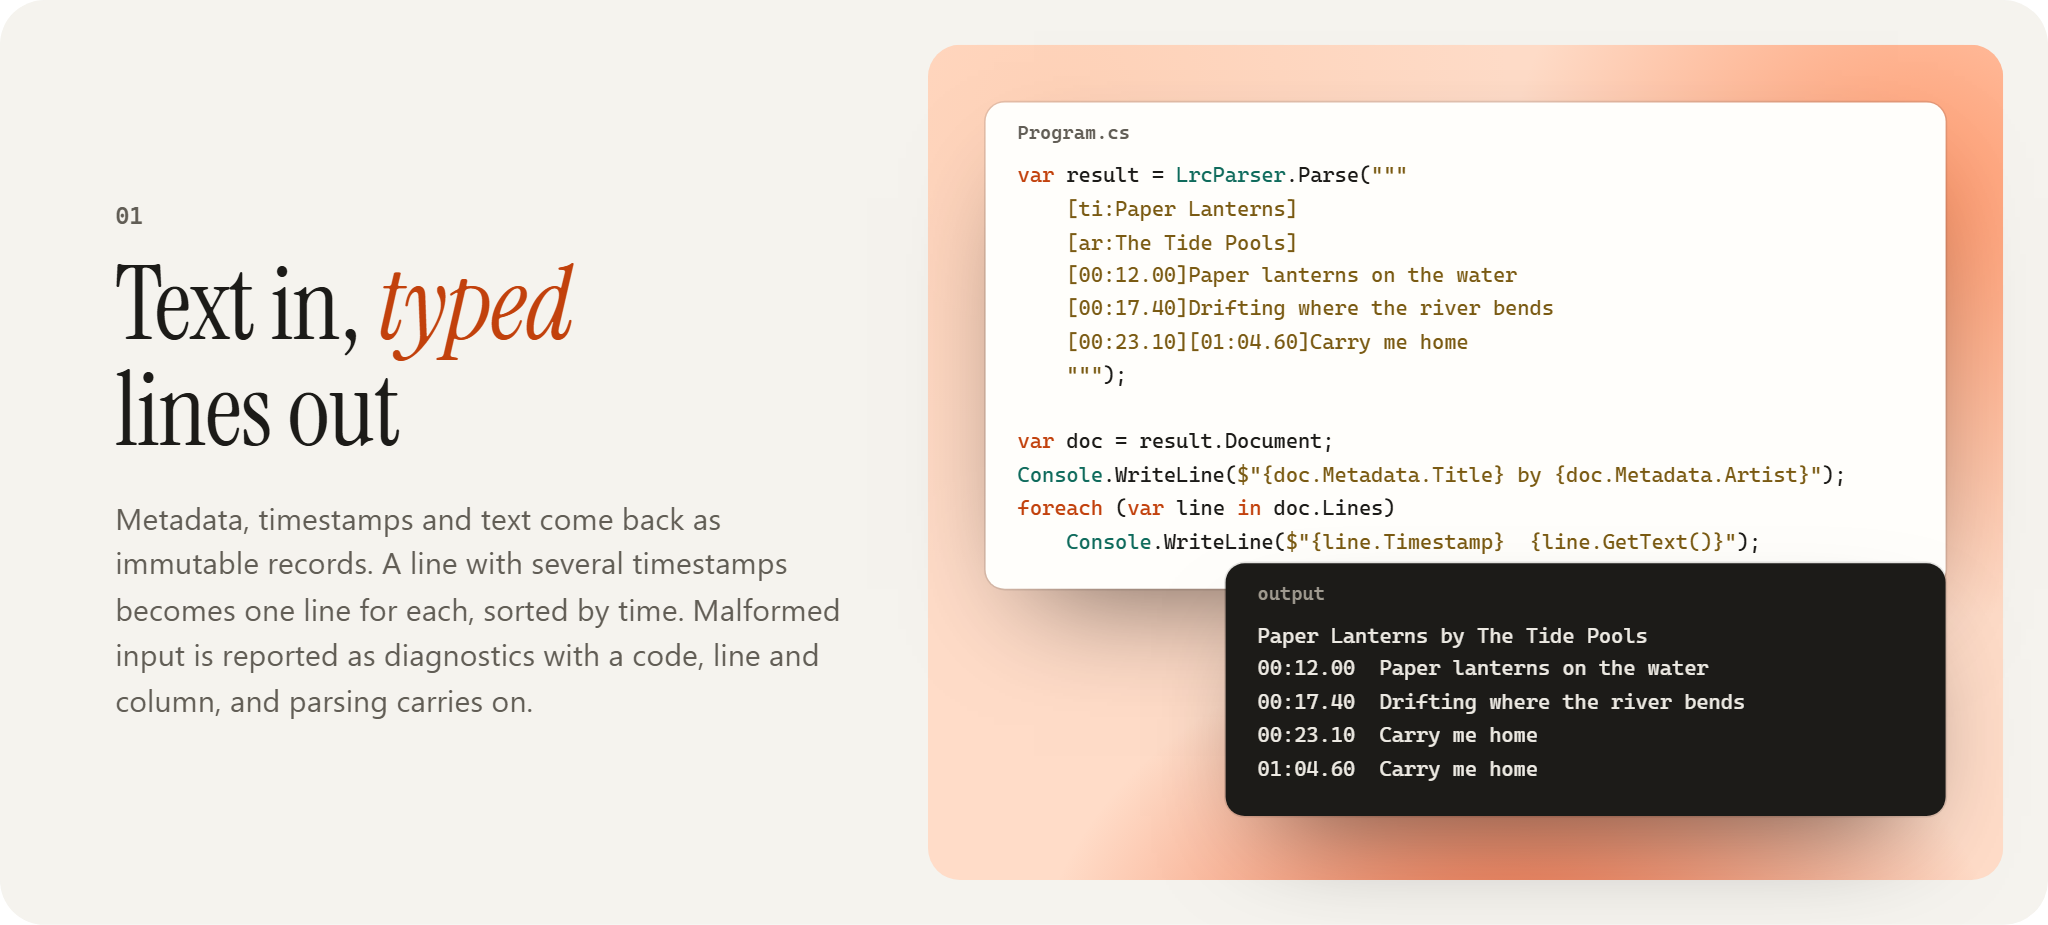 01
Text in, typed
lines out
Metadata, timestamps and text come back as
immutable records. A line with several timestamps
becomes one line for each, sorted by time. Malformed
input is reported as diagnostics with a code, line and
column, and parsing carries on.
Program.cs
var result = LrcParser.Parse("""
    [ti:Paper Lanterns]
    [ar:The Tide Pools]
    [00:12.00]Paper lanterns on the water
    [00:17.40]Drifting where the river bends
    [00:23.10][01:04.60]Carry me home
    """);
var doc = result.Document;
Console.WriteLine($"{doc.Metadata.Title} by {doc.Metadata.Artist}");
foreach (var line in doc.Lines)
    Console.WriteLine($"{line.Timestamp}  {line.GetText()}");
output
Paper Lanterns by The Tide Pools
00:12.00  Paper lanterns on the water
00:17.40  Drifting where the river bends
00:23.10  Carry me home
01:04.60  Carry me home